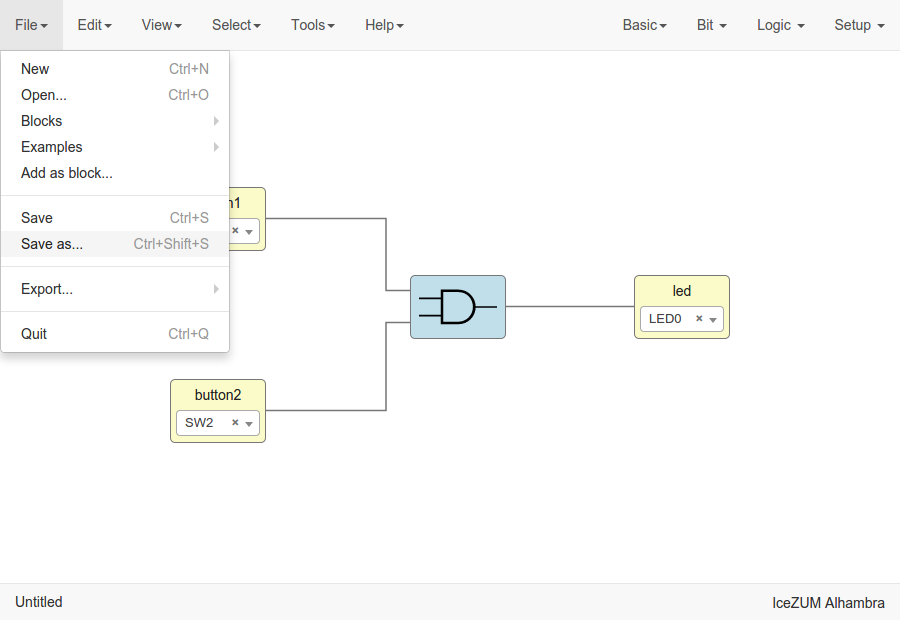 File Edit View Select Tools Help Basic Bit Logic Setup
New Ctrl+N
Open... Ctrl+O
Blocks
Examples
Add as block...
Save Ctrl+S
Save as... Ctrl+Shift+S
Export...
Quit Ctrl+Q
led
LED0 ×
button2
SW2 ×
Untitled IceZUM Alhambra